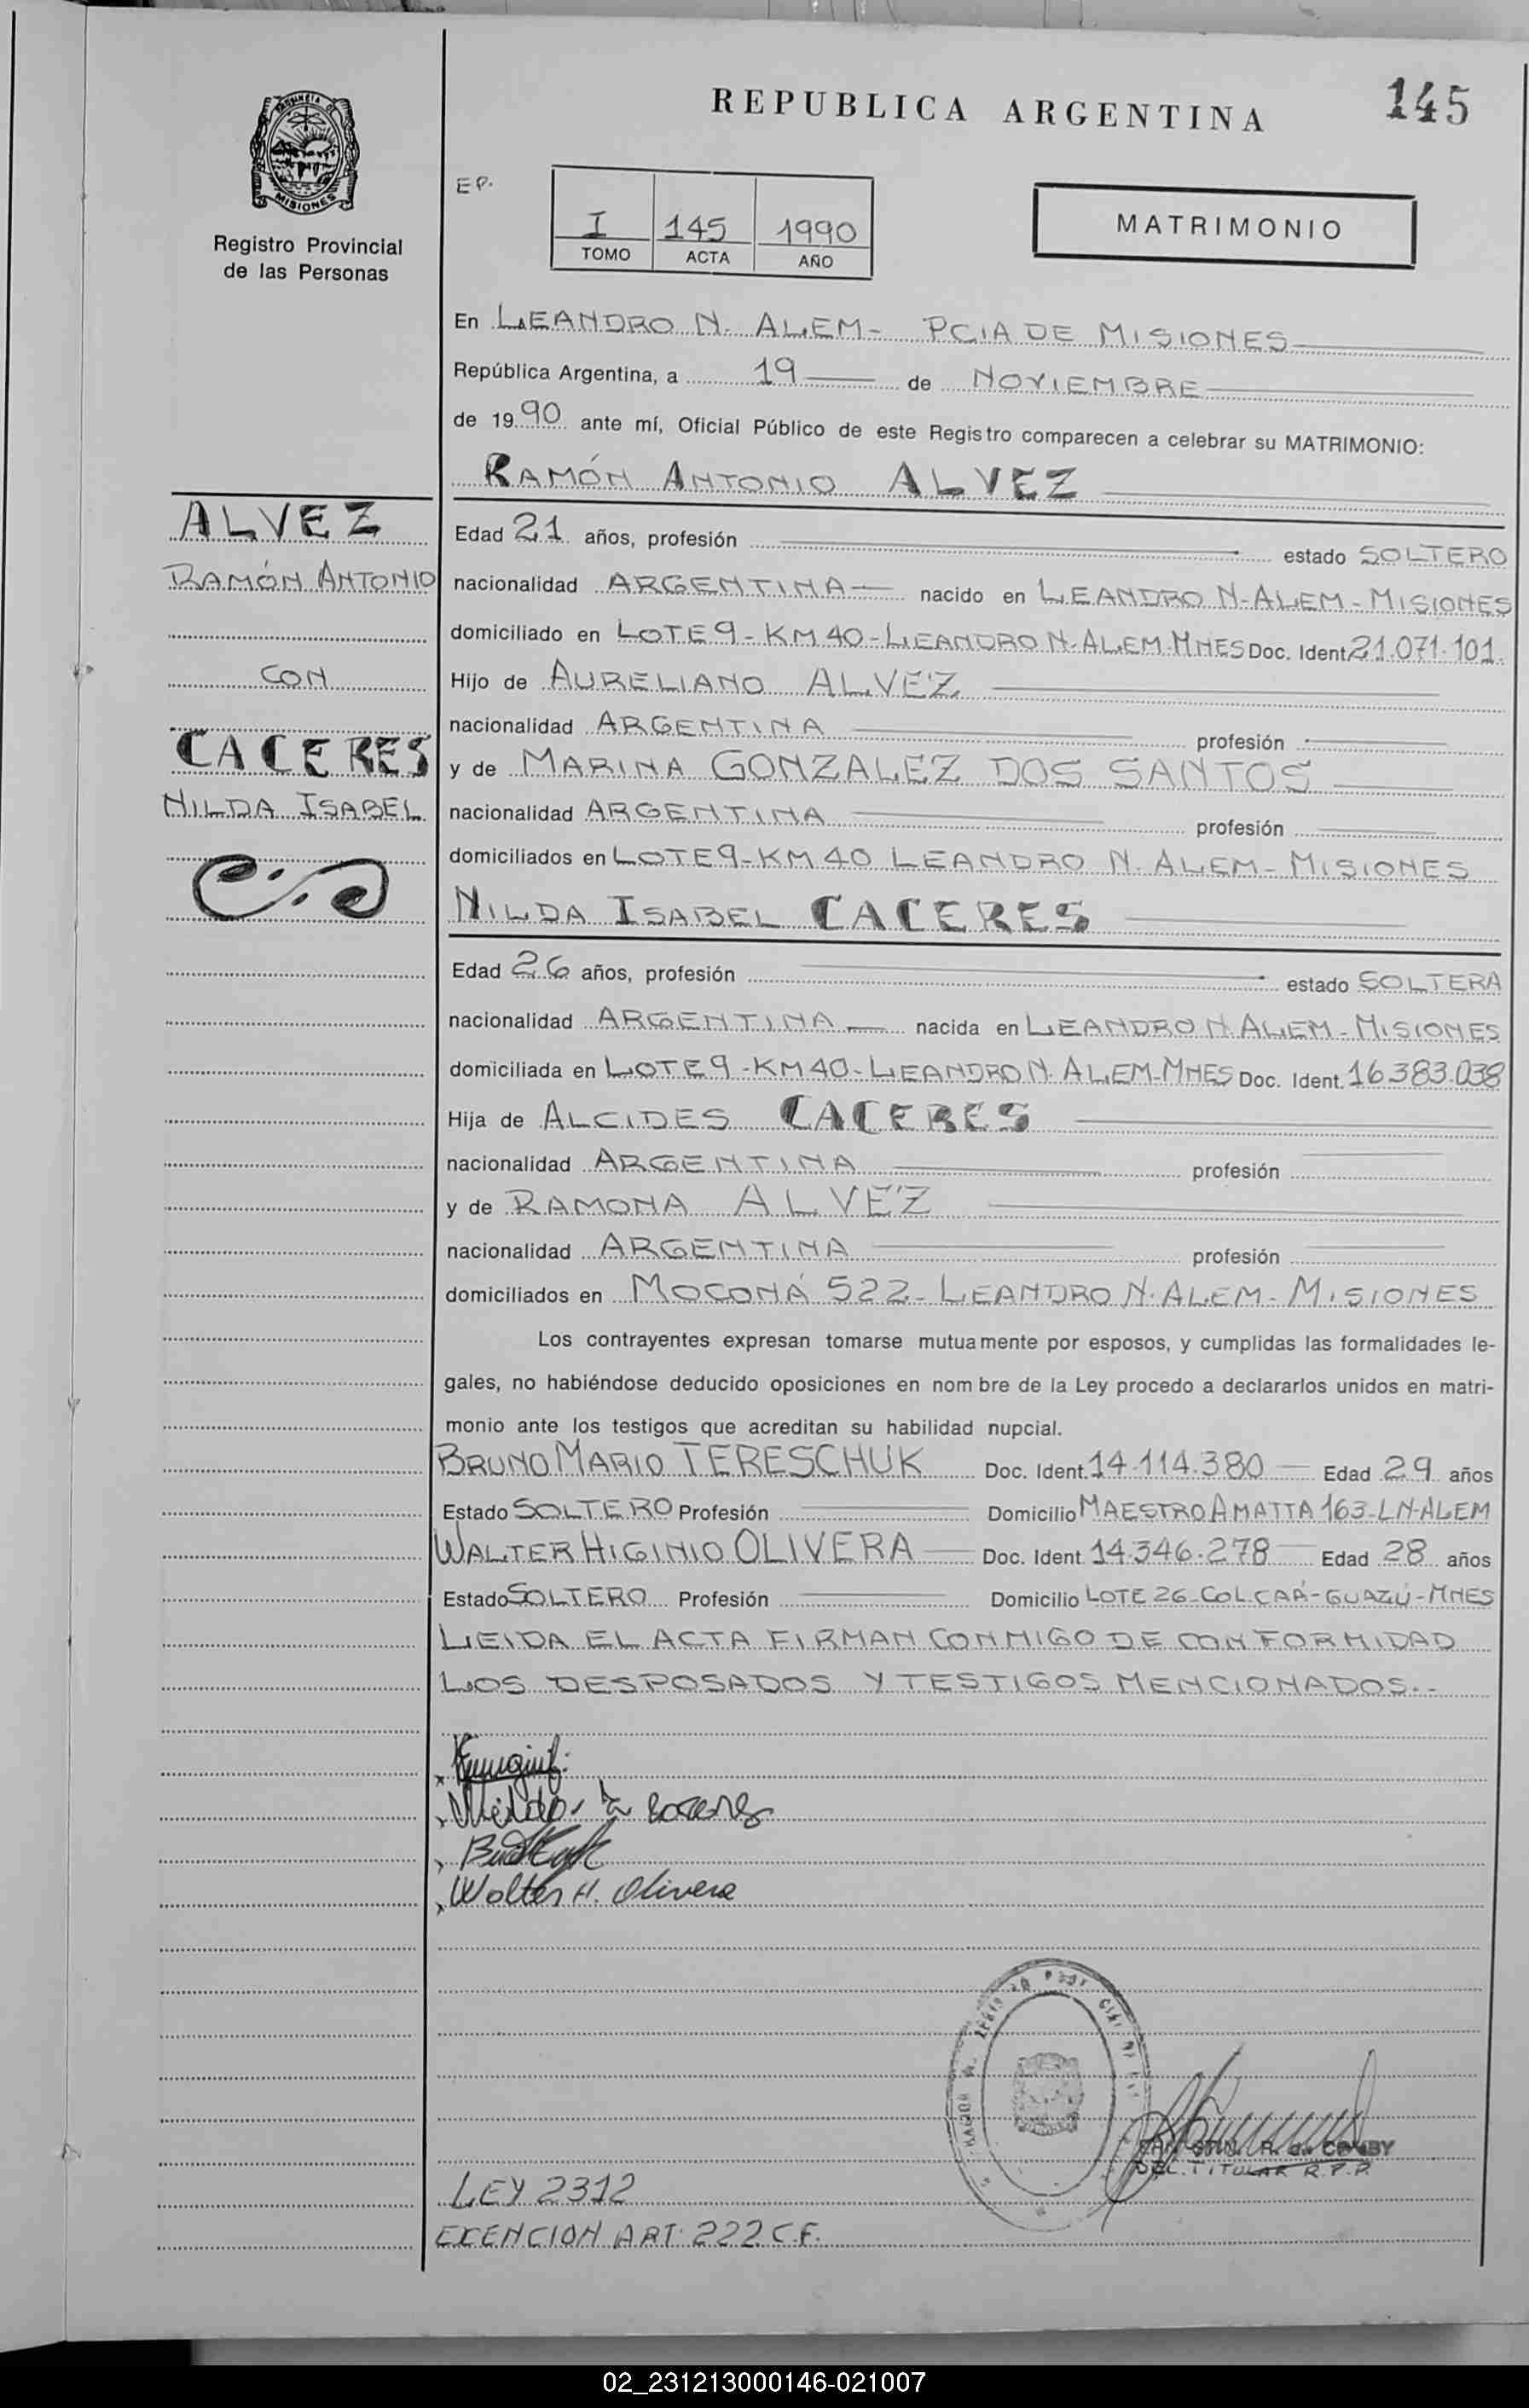 REPUBLICA ARGENTINA
145
PROVINCIA DE
MISIONES
Registro Provincial
de las Personas
EP.
I 145 1990
TOMO ACTA AÑO
MATRIMONIO
En LEANDRO N. ALEM- PCIA DE MISIONES
República Argentina, a 19 de NOVIEMBRE
de 1990 ante mí, Oficial Público de este Registro comparecen a celebrar su MATRIMONIO:
RAMÓN ANTONIO ALVEZ
ALVEZ
RAMÓN ANTONIO
CON
CACERES
NILDA ISABEL
Edad 21 años, profesión estado SOLTERO
nacionalidad ARGENTINA nacido en LEANDRO N-ALEM-MISIONES
domiciliado en LOTE 9-KM 40-LEANDRO N.ALEM-MNES Doc. Ident. 21.071.101
Hijo de AURELIANO ALVEZ
nacionalidad ARGENTINA profesión
y de MARINA GONZALEZ DOS SANTOS
nacionalidad ARGENTINA profesión
domiciliados en LOTE 9-KM 40 LEANDRO N. ALEM-MISIONES
NILDA ISABEL CACERES
Edad 26 años, profesión estado SOLTERA
nacionalidad ARGENTINA nacida en LEANDRO N ALEM-MISIONES
domiciliada en LOTE 9-KM 40-LEANDRO N. ALEM-MNES Doc. Ident. 16383.038
Hija de ALCIDES CACERES
nacionalidad ARGENTINA profesión
y de RAMONA ALVEZ
nacionalidad ARGENTINA profesión
domiciliados en MOCONÁ 522-LEANDRO N.ALEM-MISIONES
Los contrayentes expresan tomarse mutuamente por esposos, y cumplidas las formalidades le-
gales, no habiéndose deducido oposiciones en nombre de la Ley procedo a declararlos unidos en matri-
monio ante los testigos que acreditan su habilidad nupcial.
BRUNO MARIO TERESCHUK Doc. Ident. 14.114.380 Edad 29 años
Estado SOLTERO Profesión Domicilio MAESTRO AMATTA 163-LN-ALEM
WALTER HIGINIO OLIVERA Doc. Ident 14.346.278 Edad 28 años
Estado SOLTERO Profesión Domicilio LOTE 26-COL.CAÁ-GUAZÚ-MNES
LEIDA EL ACTA FIRMAN CONMIGO DE CONFORMIDAD
LOS DESPOSADOS Y TESTIGOS MENCIONADOS.-
Walter H. Olivera
DEL. TITULAR R.P.P.
LEY 2312
EXENCION ART. 222 C.F.
02_231213000146-021007